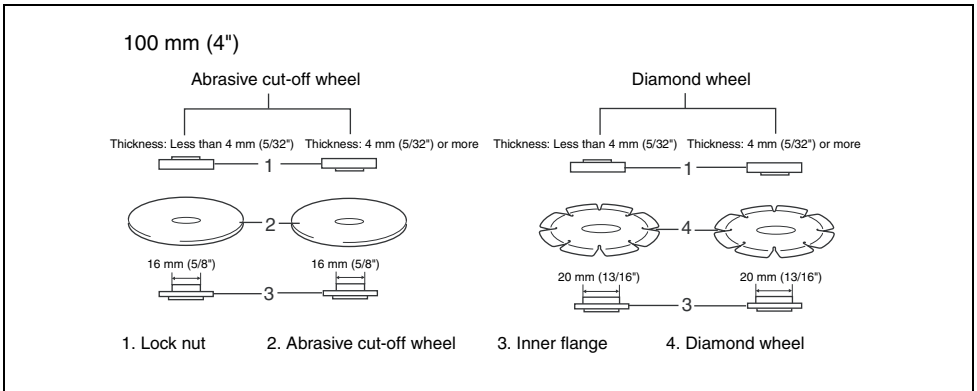 100 mm (4")
Abrasive cut-off wheel
Diamond wheel
Thickness: Less than 4 mm (5/32") Thickness: 4 mm (5/32") or more
Thickness: Less than 4 mm (5/32") Thickness: 4 mm (5/32") or more
1
1
2
4
16 mm (5/8") 16 mm (5/8")
20 mm (13/16") 20 mm (13/16")
3
3
1. Lock nut 2. Abrasive cut-off wheel 3. Inner flange 4. Diamond wheel